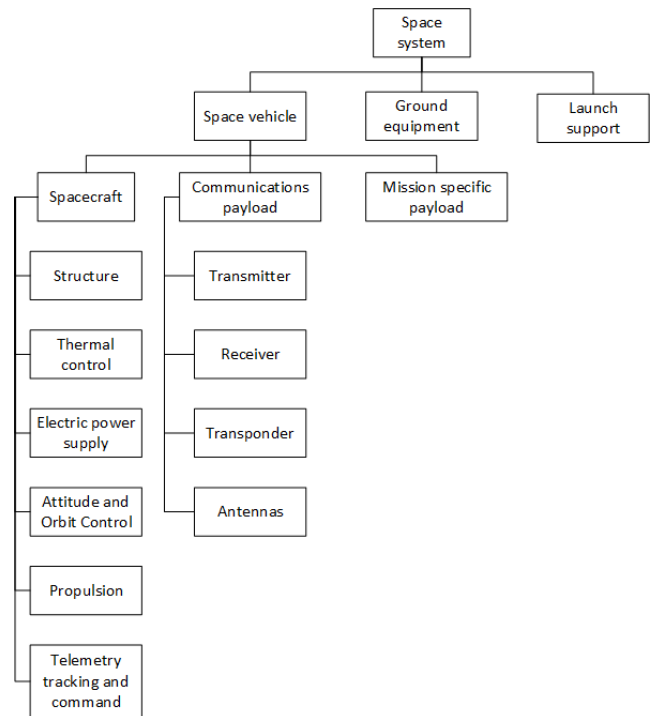 Space
system
Space vehicle
Ground
equipment
Launch
support
Spacecraft
Communications
payload
Mission specific
payload
Structure
Transmitter
Thermal
control
Receiver
Electric power
supply
Transponder
Attitude and
Orbit Control
Antennas
Propulsion
Telemetry
tracking and
command